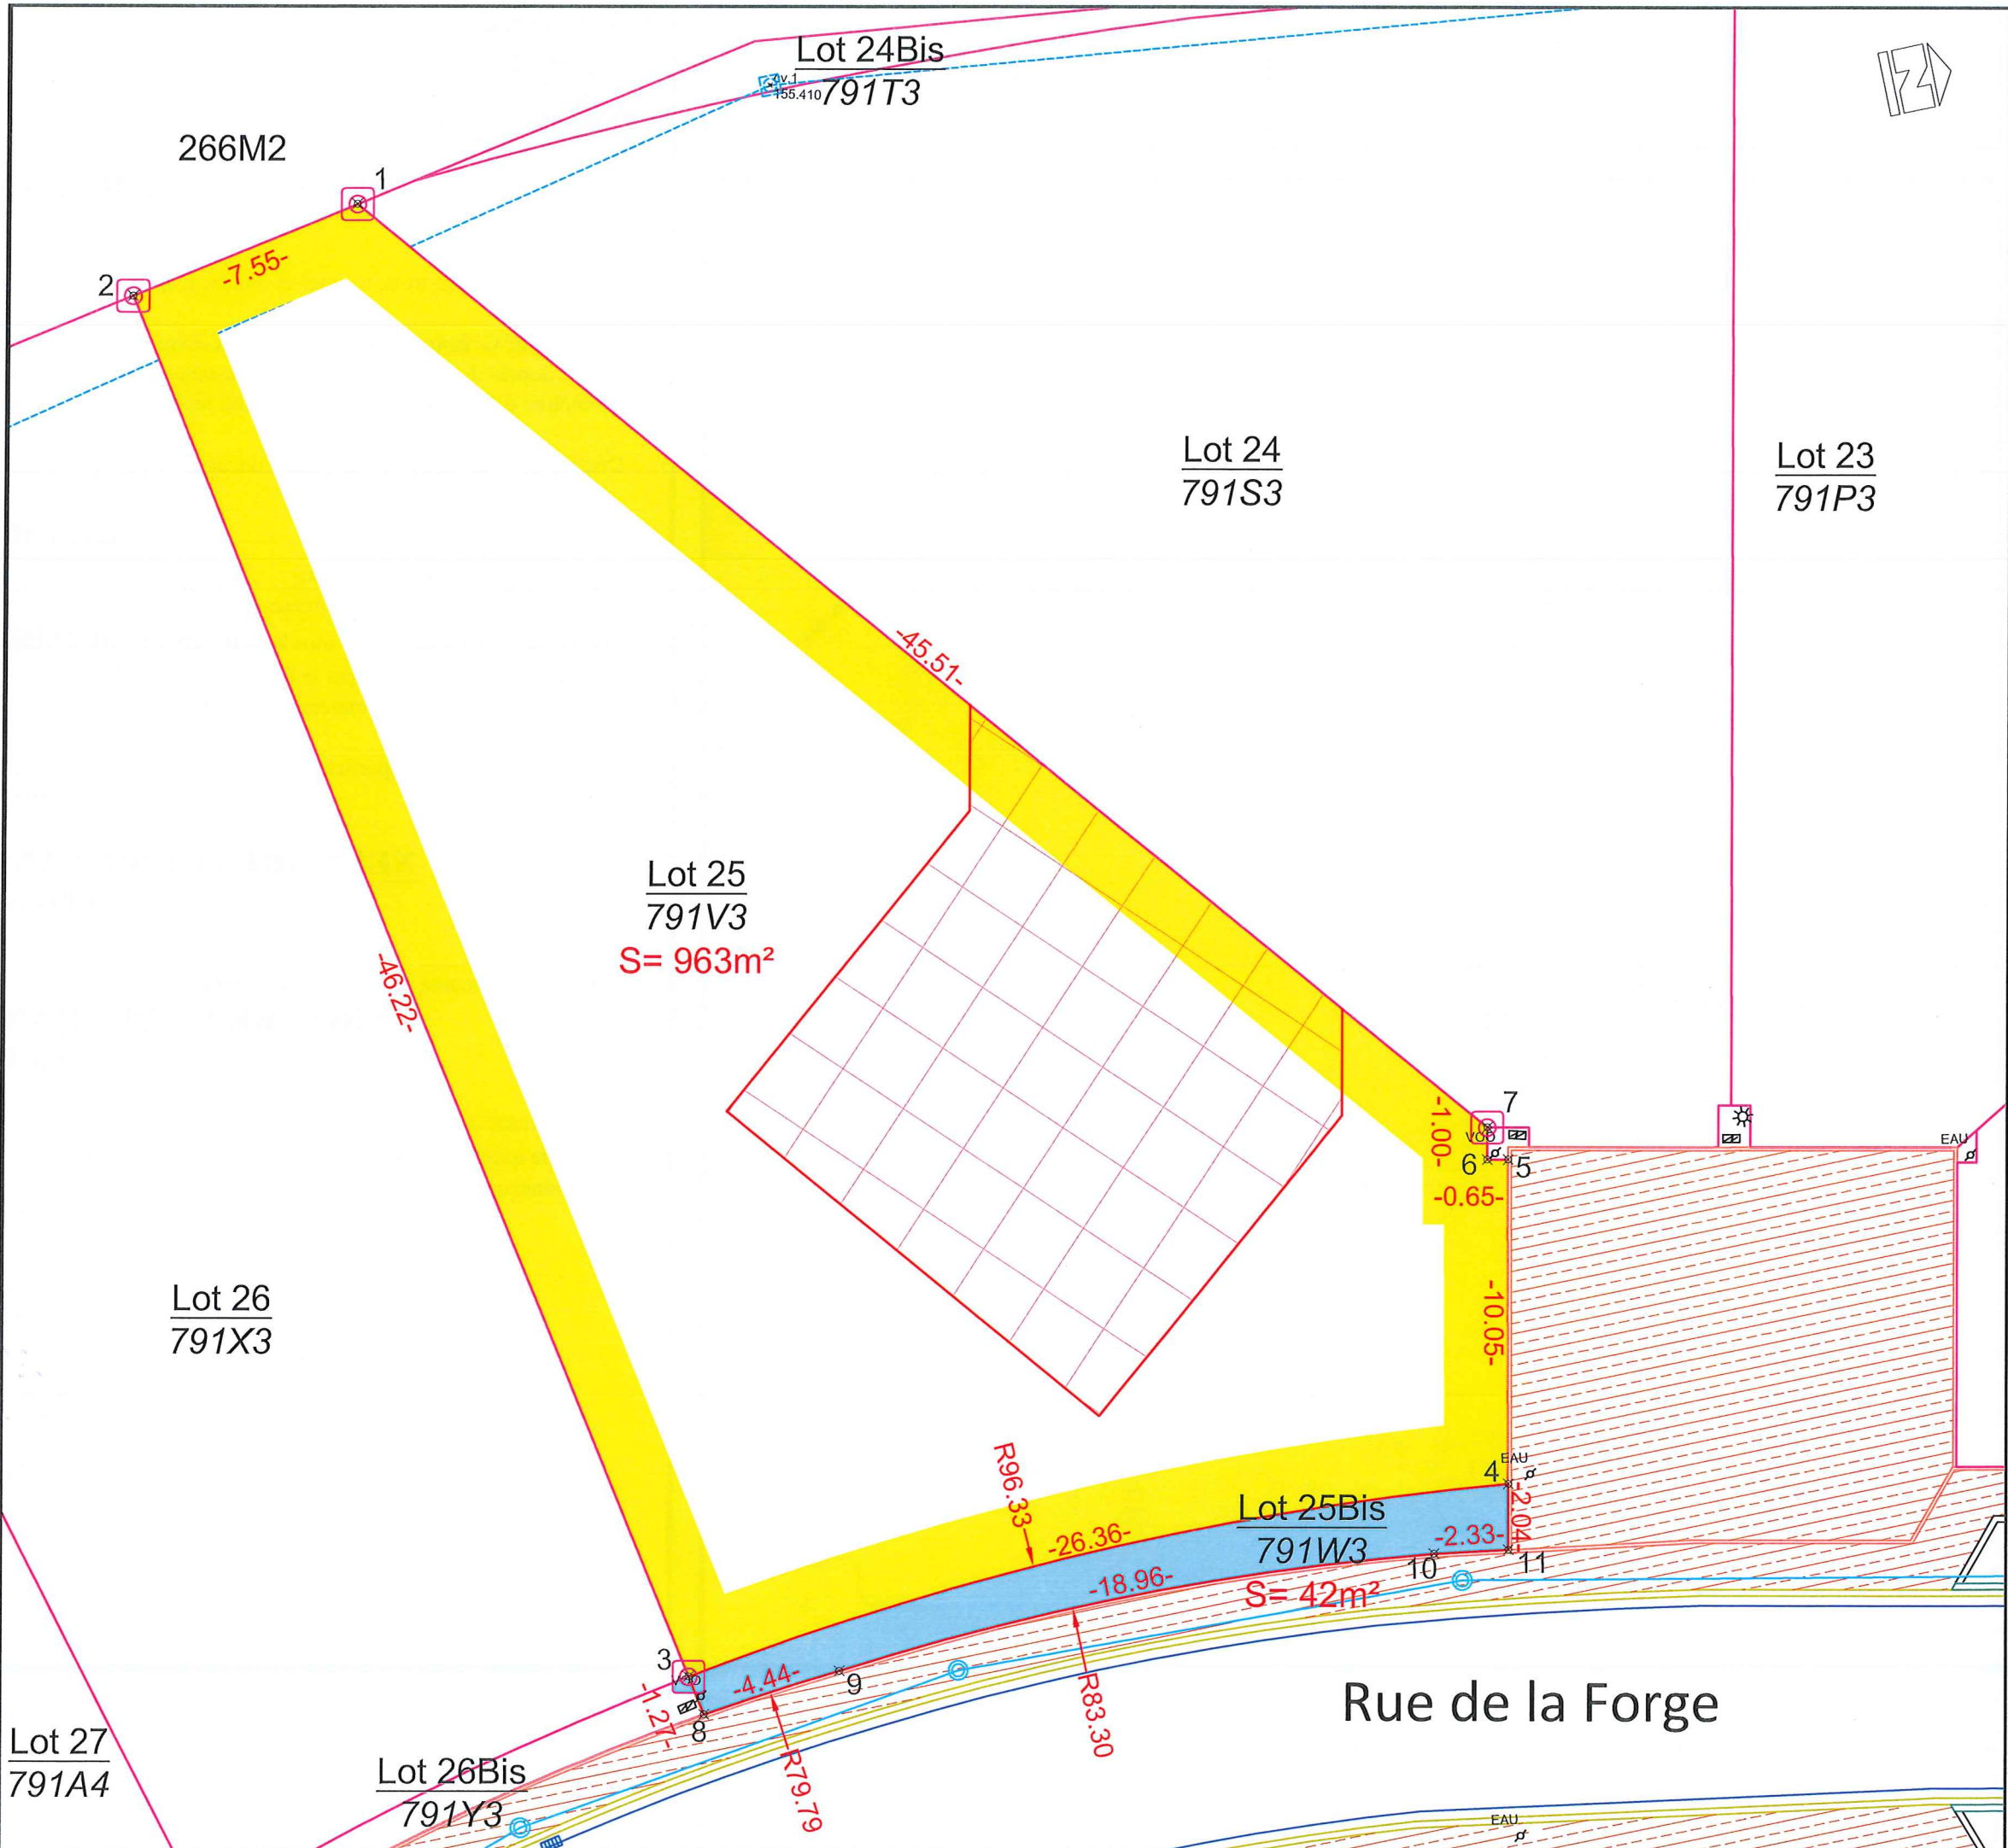 Lot 24Bis
791T3
155.410
266M2
1
2
-7.55-
Lot 24
791S3
Lot 23
791P3
-45.51-
Lot 25
791V3
S= 963m²
-46.22-
7
VOO
EAU
-1.00-
6
5
-0.65-
Lot 26
791X3
-10.05-
R96.33
4
EAU
-2.04-
Lot 25Bis
791W3
S= 42m²
-26.36-
-18.96-
-2.33-
10
11
3
VOO
-4.44-
9
-1.27-
8
R83.30
R79.79
Rue de la Forge
Lot 27
791A4
Lot 26Bis
791Y3
EAU